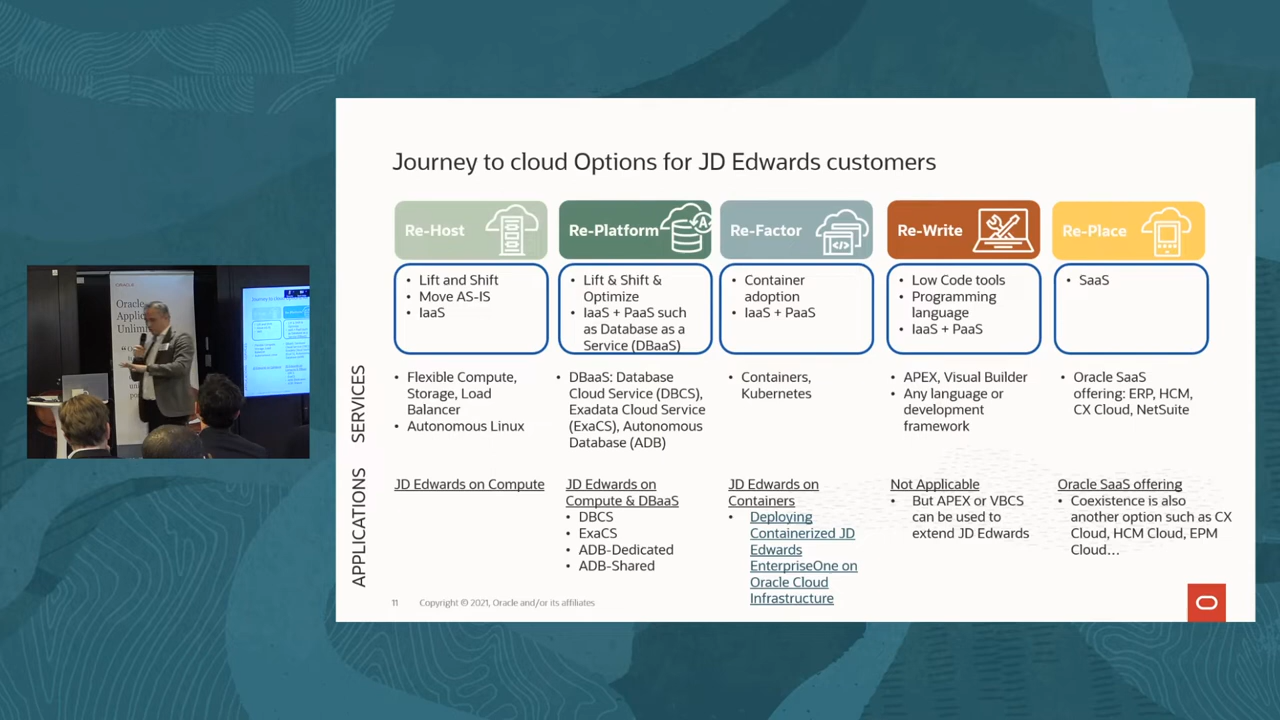 Journey to cloud Options for JD Edwards customers
Re-Host
• Lift and Shift
• Move AS-IS
• IaaS
Re-Platform
A
• Lift & Shift &
Optimize
• IaaS + PaaS such
as Database as a
Service (DBaaS)
Re-Factor
</>
• Container
adoption
• IaaS + PaaS
Re-Write
• Low Code tools
• Programming
language
• IaaS + PaaS
Re-Place
• SaaS
SERVICES
• Flexible Compute,
Storage, Load
Balancer
• Autonomous Linux
• DBaaS: Database
Cloud Service (DBCS),
Exadata Cloud Service
(ExaCS), Autonomous
Database (ADB)
• Containers,
Kubernetes
• APEX, Visual Builder
• Any language or
development
framework
• Oracle SaaS
offering: ERP, HCM,
CX Cloud, NetSuite
APPLICATIONS
JD Edwards on Compute
JD Edwards on
Compute & DBaaS
• DBCS
• ExaCS
• ADB-Dedicated
• ADB-Shared
JD Edwards on
Containers
• Deploying
Containerized JD
Edwards
EnterpriseOne on
Oracle Cloud
Infrastructure
Not Applicable
• But APEX or VBCS
can be used to
extend JD Edwards
Oracle SaaS offering
• Coexistence is also
another option such as CX
Cloud, HCM Cloud, EPM
Cloud...
11 Copyright © 2021, Oracle and/or its affiliates
ORACLE
Oracle
Journey to cloud